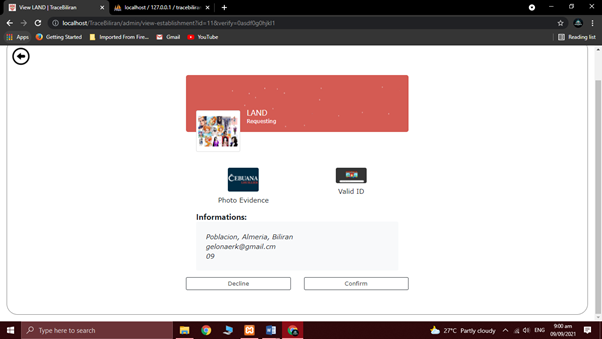 View LAND | TraceBiliran
localhost / 127.0.0.1 / tracebiliran
localhost/TraceBiliran/admin/view-establishment?id=11&verify=0asdf0g0hjkl1
Apps
Getting Started
Imported From Fire...
Gmail
YouTube
Reading list
LAND
Requesting
CEBUANA
Photo Evidence
Valid ID
Informations:
Poblacion, Almeria, Biliran
gelonaerk@gmail.cm
09
Decline
Confirm
Type here to search
27°C Partly cloudy
ENG
9:00 am
09/09/2021